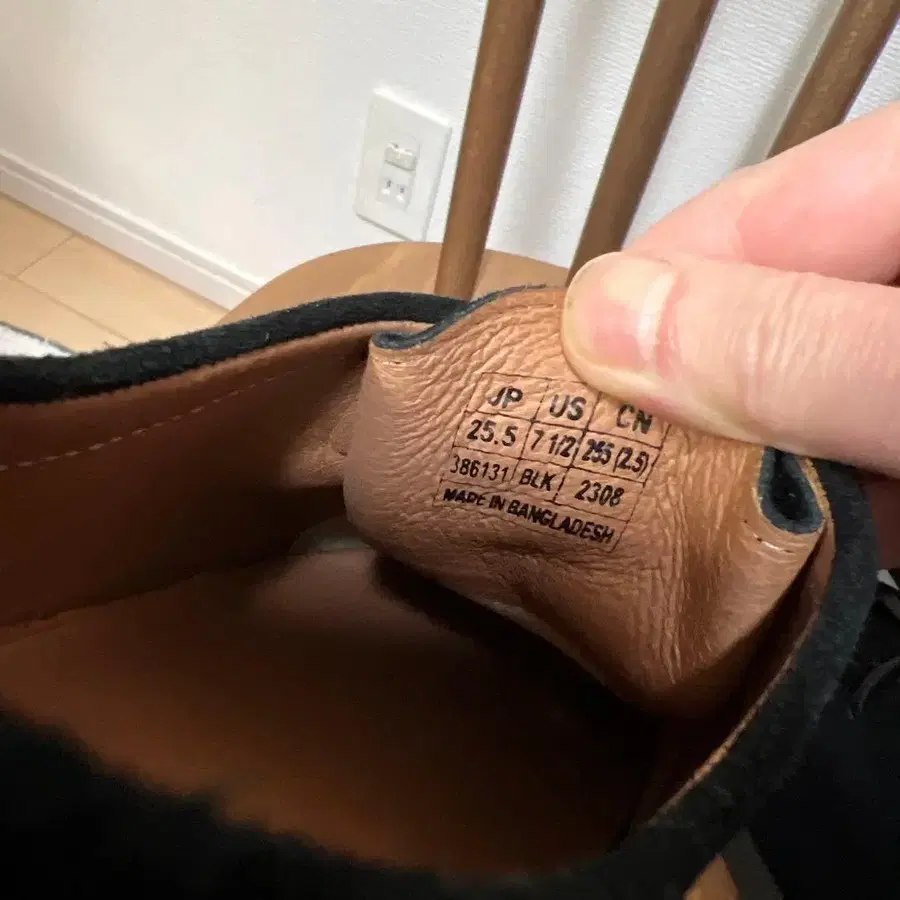 JP US CN
25.5 7 1/2 255 (2.5)
386131 BLK 2308
MADE IN BANGLADESH